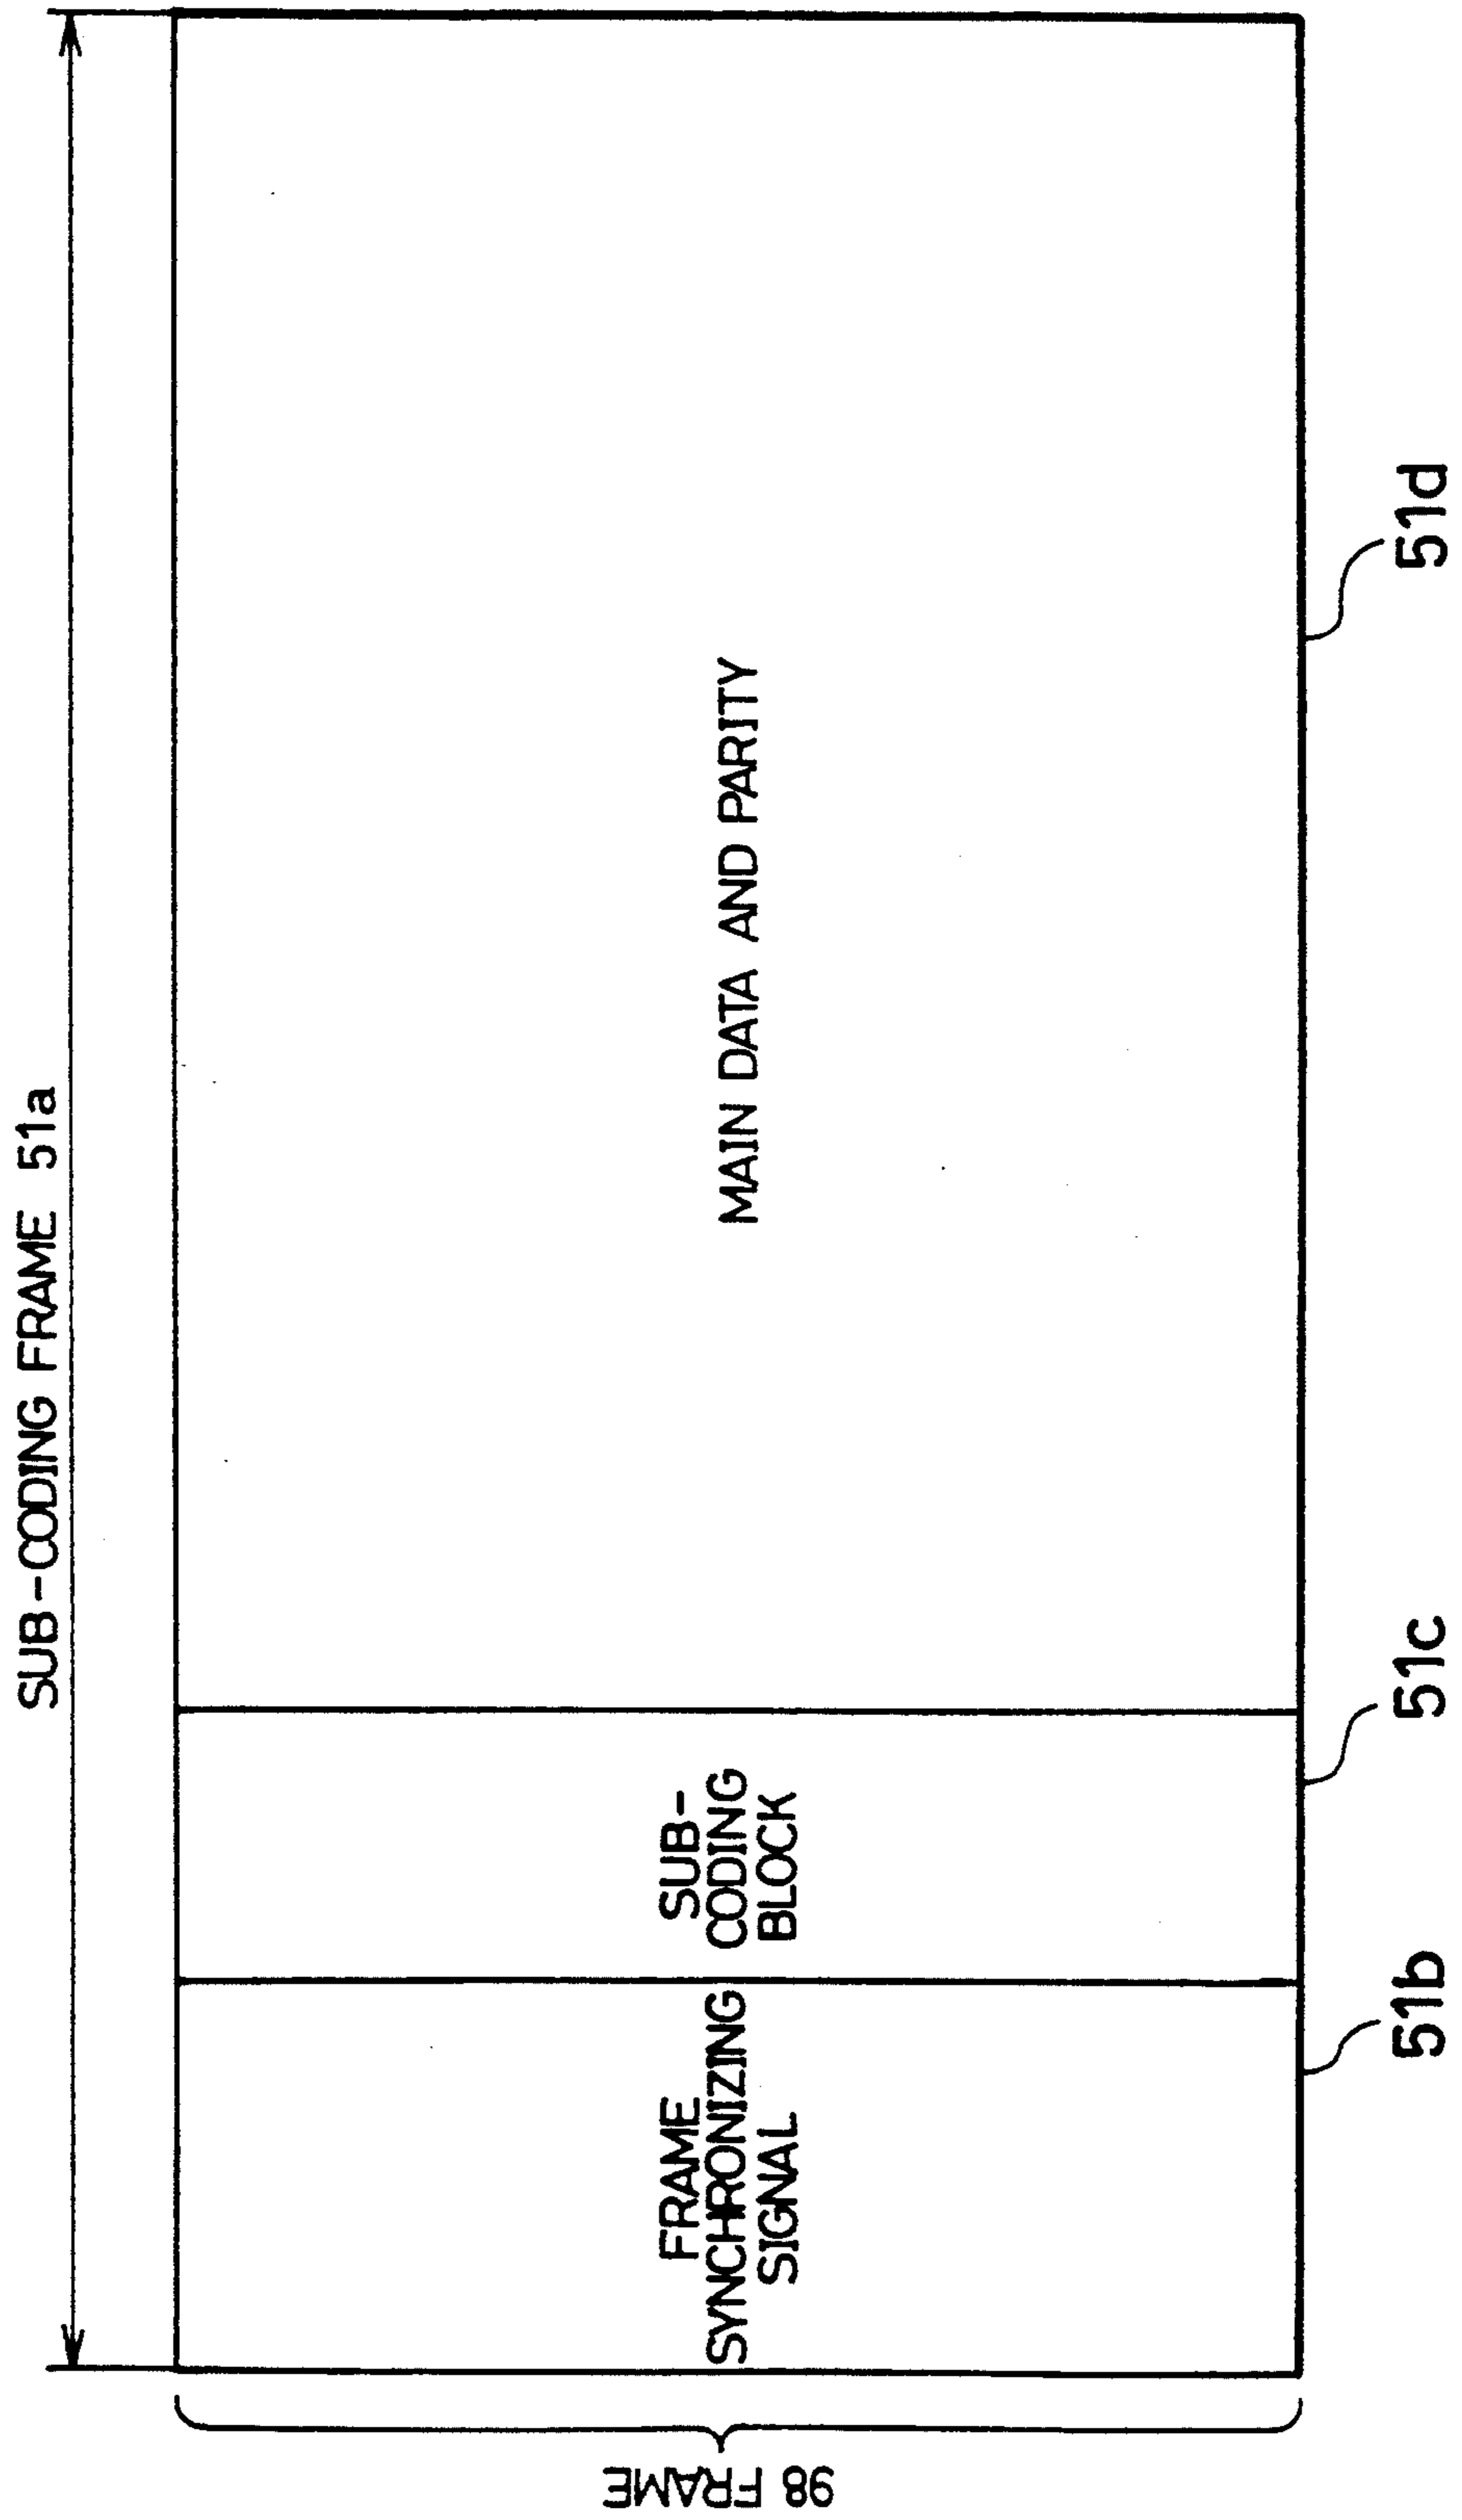 SUB-CODING FRAME 51a
98 FRAME
FRAME
SYNCHRONIZING
SIGNAL
SUB-
CODING
BLOCK
MAIN DATA AND PARITY
51b
51c
51d